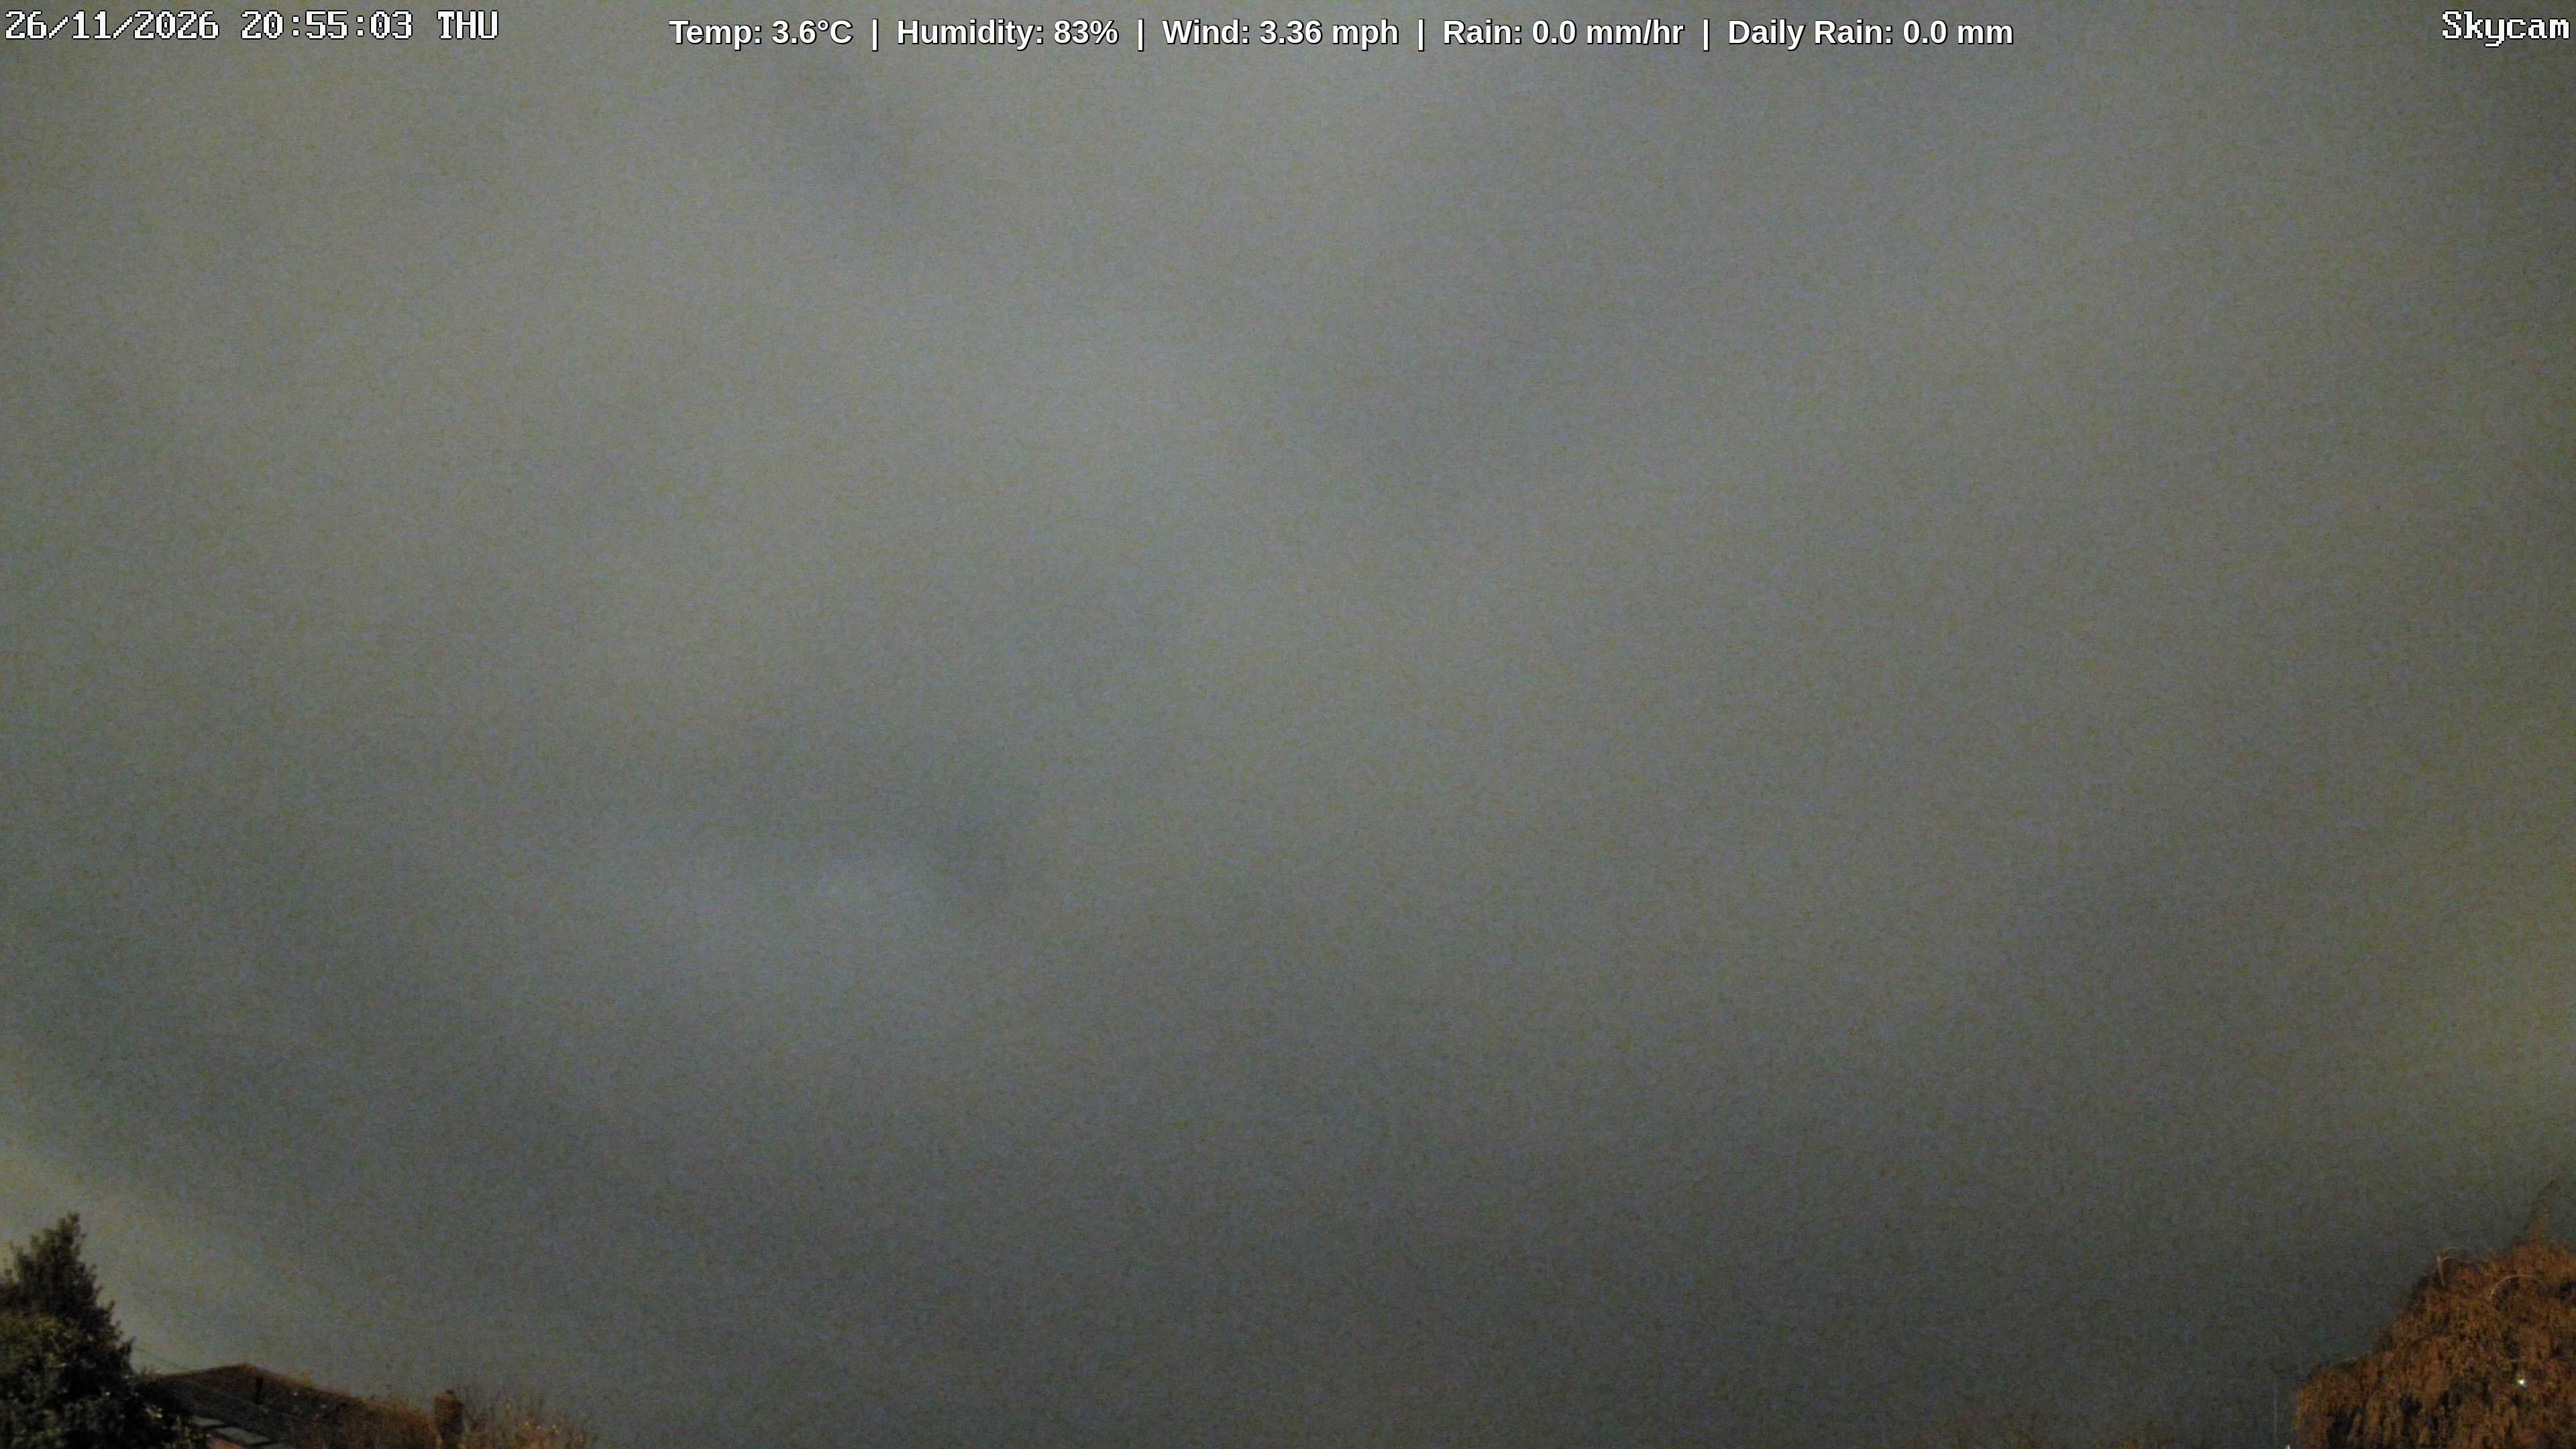 26/11/2026 20:55:03 THU
Temp: 3.6°C | Humidity: 83% | Wind: 3.36 mph | Rain: 0.0 mm/hr | Daily Rain: 0.0 mm
Skycam